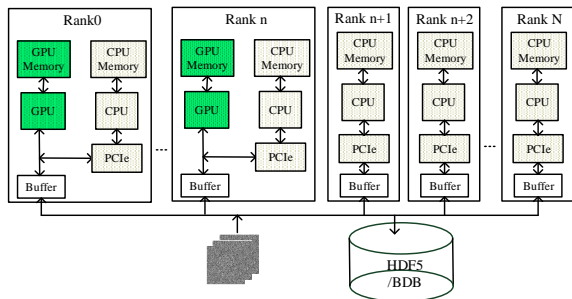 Rank0
GPU
Memory
CPU
Memory
GPU
CPU
PCIe
Buffer
...
Rank n
GPU
Memory
CPU
Memory
GPU
CPU
PCIe
Buffer
Rank n+1
CPU
Memory
CPU
PCIe
Buffer
Rank n+2
CPU
Memory
CPU
PCIe
Buffer
...
Rank N
CPU
Memory
CPU
PCIe
Buffer
HDF5
/BDB